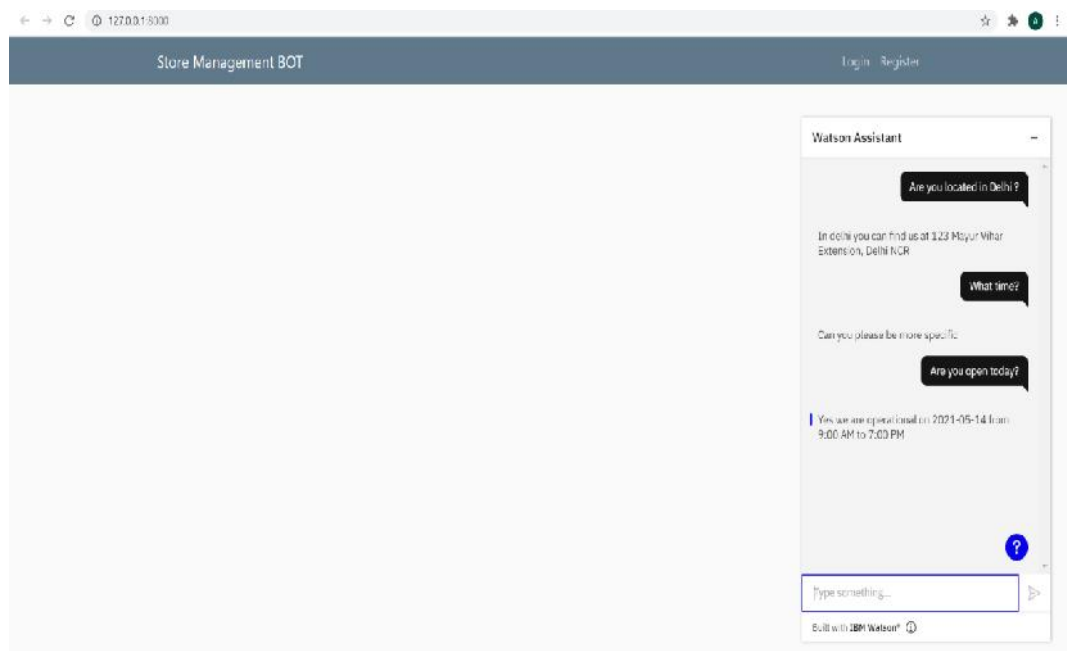 127.0.0.1:8000
Store Management BOT
Login Register
Watson Assistant
Are you located in Delhi ?
In delhi you can find us at 123 Mayur Vihar
Extension, Delhi NCR
What time?
Can you please be more specific
Are you open today?
Yes we are operational on 2021-05-14 from
9:00 AM to 7:00 PM
?
Type something...
Built with IBM Watson®